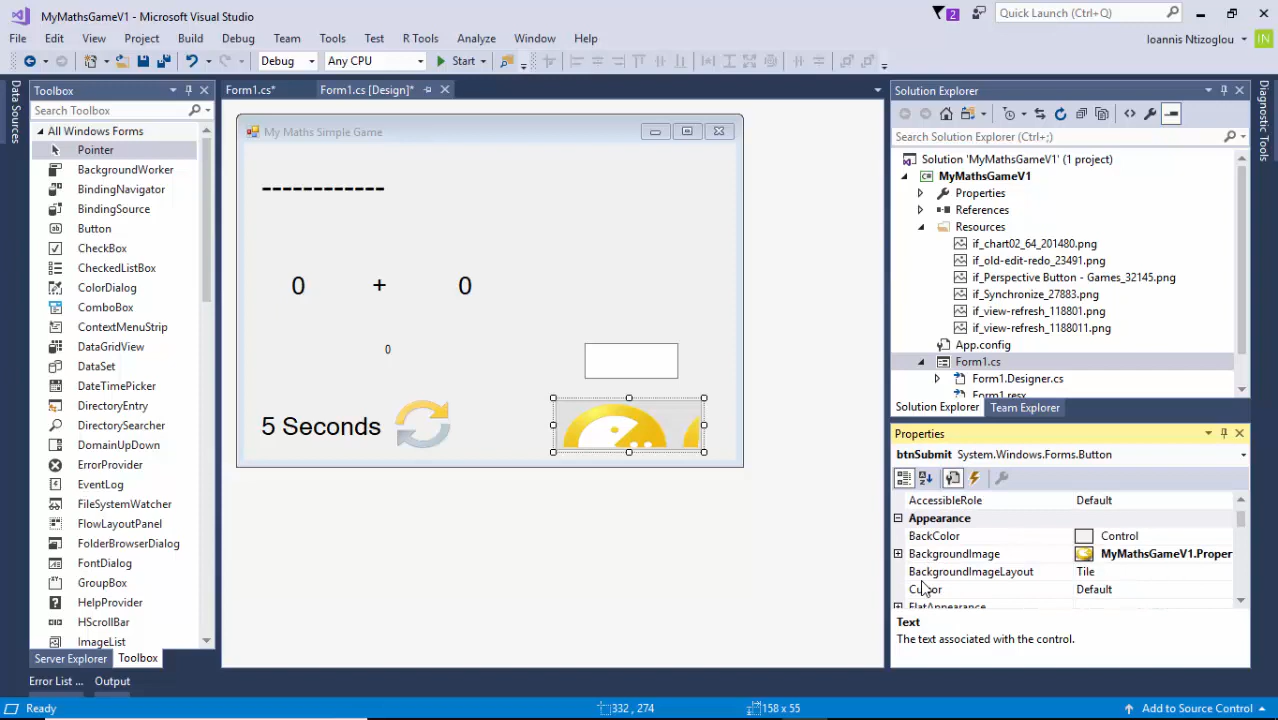 MyMathsGameV1 - Microsoft Visual Studio
2
Quick Launch (Ctrl+Q)
File Edit View Project Build Debug Team Tools Test R Tools Analyze Window Help
Ioannis Ntizoglou
IN
Debug
Any CPU
Start
Data Sources
Toolbox
Search Toolbox
All Windows Forms
Pointer
BackgroundWorker
BindingNavigator
BindingSource
Button
CheckBox
CheckedListBox
ColorDialog
ComboBox
ContextMenuStrip
DataGridView
DataSet
DateTimePicker
DirectoryEntry
DirectorySearcher
DomainUpDown
ErrorProvider
EventLog
FileSystemWatcher
FlowLayoutPanel
FolderBrowserDialog
FontDialog
GroupBox
HelpProvider
HScrollBar
ImageList
Server Explorer
Toolbox
Form1.cs*
Form1.cs [Design]*
My Maths Simple Game
------------
0 + 0
0
5 Seconds
Solution Explorer
Search Solution Explorer (Ctrl+;)
Solution 'MyMathsGameV1' (1 project)
MyMathsGameV1
Properties
References
Resources
if_chart02_64_201480.png
if_old-edit-redo_23491.png
if_Perspective Button - Games_32145.png
if_Synchronize_27883.png
if_view-refresh_118801.png
if_view-refresh_1188011.png
App.config
Form1.cs
Form1.Designer.cs
Form1.resx
Solution Explorer
Team Explorer
Diagnostic Tools
Properties
btnSubmit System.Windows.Forms.Button
AccessibleRole Default
Appearance
BackColor Control
BackgroundImage MyMathsGameV1.Proper
BackgroundImageLayout Tile
Cursor Default
FlatAppearance
Text
The text associated with the control.
Error List ...
Output
Ready
332 , 274
158 x 55
Add to Source Control